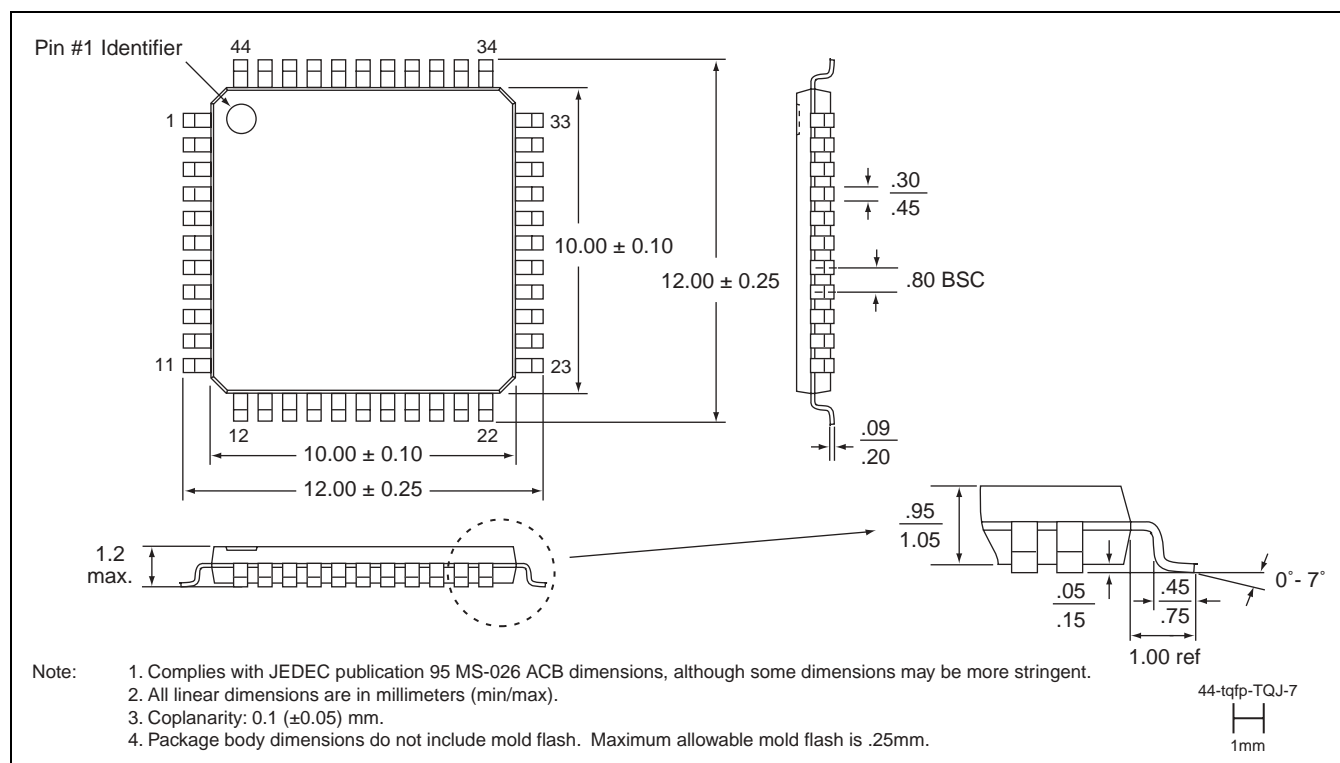 Pin #1 Identifier
44
34
1
33
11
23
12
22
10.00 ± 0.10
12.00 ± 0.25
10.00 ± 0.10
12.00 ± 0.25
.30
.45
.80 BSC
.09
.20
1.2
max.
.95
1.05
.05
.15
.45
.75
0°- 7°
1.00 ref
Note:
1. Complies with JEDEC publication 95 MS-026 ACB dimensions, although some dimensions may be more stringent.
2. All linear dimensions are in millimeters (min/max).
3. Coplanarity: 0.1 (±0.05) mm.
4. Package body dimensions do not include mold flash. Maximum allowable mold flash is .25mm.
44-tqfp-TQJ-7
1mm